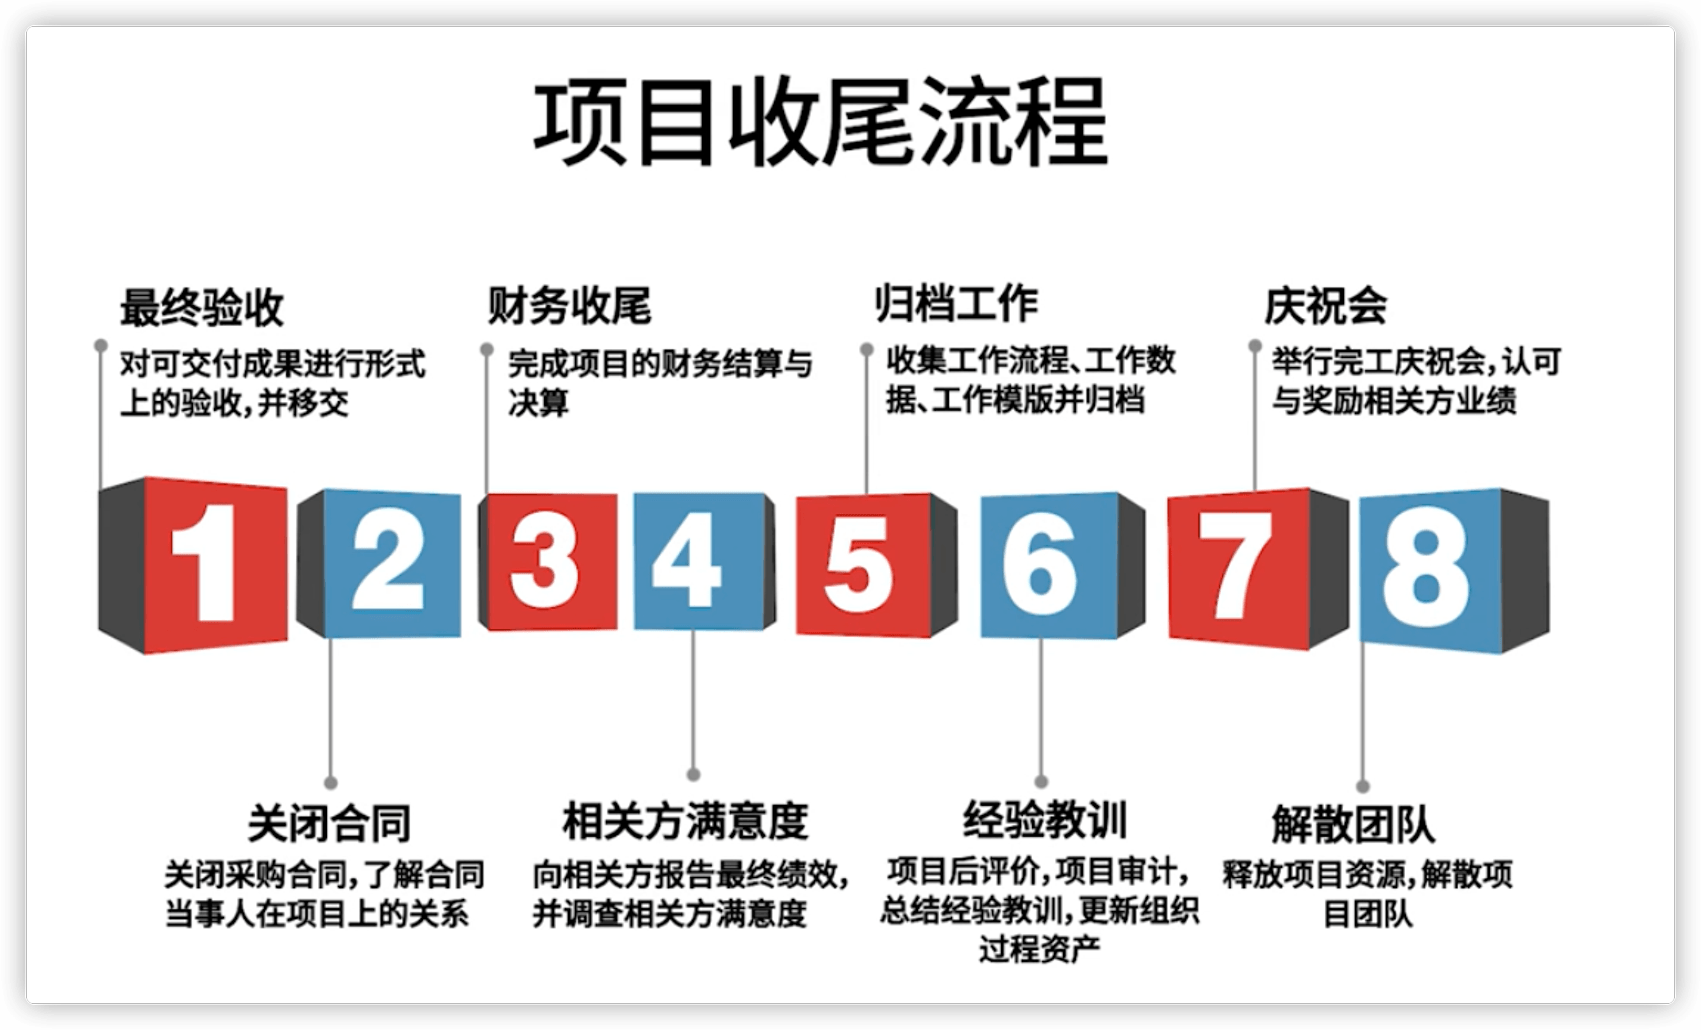 项目收尾流程
最终验收
对可交付成果进行形式
上的验收,并移交
财务收尾
完成项目的财务结算与
决算
归档工作
收集工作流程、工作数
据、工作模版并归档
庆祝会
举行完工庆祝会,认可
与奖励相关方业绩
1
2
3
4
5
6
7
8
关闭合同
关闭采购合同,了解合同
当事人在项目上的关系
相关方满意度
向相关方报告最终绩效,
并调查相关方满意度
经验教训
项目后评价,项目审计,
总结经验教训,更新组织
过程资产
解散团队
释放项目资源,解散项
目团队